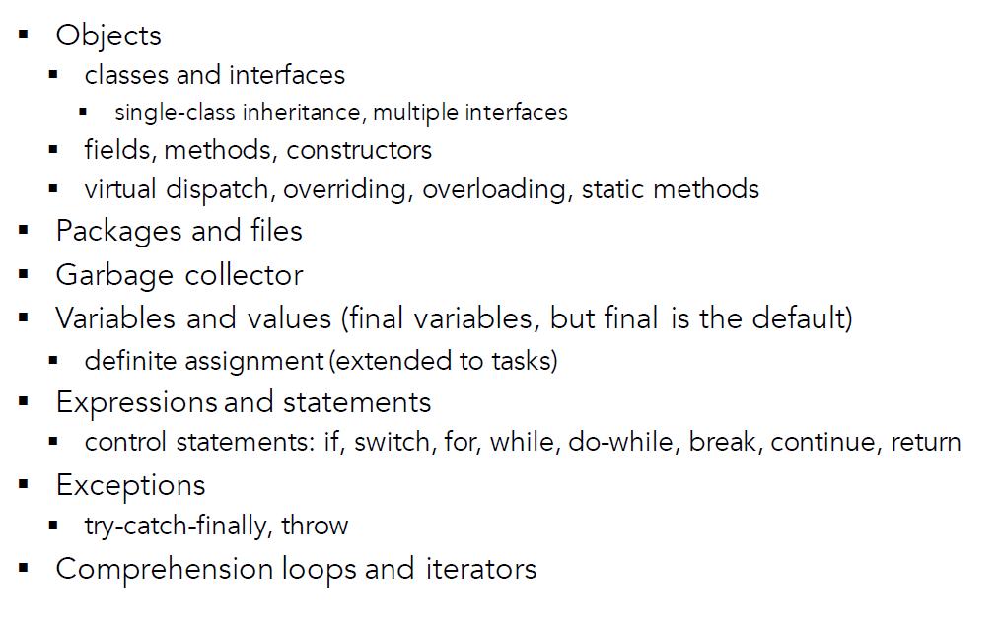 ▪ Objects
▪ classes and interfaces
▪ single-class inheritance, multiple interfaces
▪ fields, methods, constructors
▪ virtual dispatch, overriding, overloading, static methods
▪ Packages and files
▪ Garbage collector
▪ Variables and values (final variables, but final is the default)
▪ definite assignment (extended to tasks)
▪ Expressions and statements
▪ control statements: if, switch, for, while, do-while, break, continue, return
▪ Exceptions
▪ try-catch-finally, throw
▪ Comprehension loops and iterators